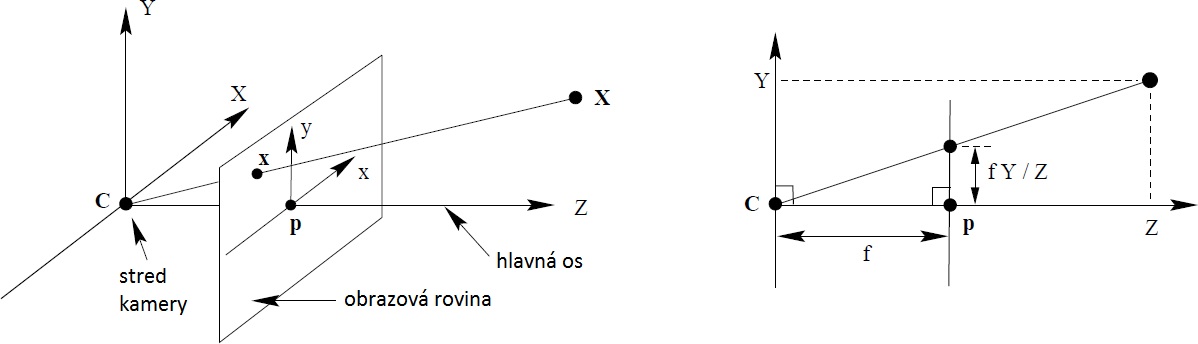 Y
X
X
y
x
x
C
p
Z
stred
kamery
hlavná os
obrazová rovina
Y
f Y / Z
C
p
Z
f